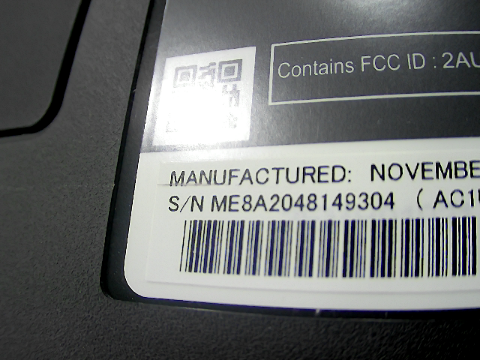 Contains FCC ID : 2AU
MANUFACTURED: NOVEMBE
S/N ME8A2048149304 ( AC1